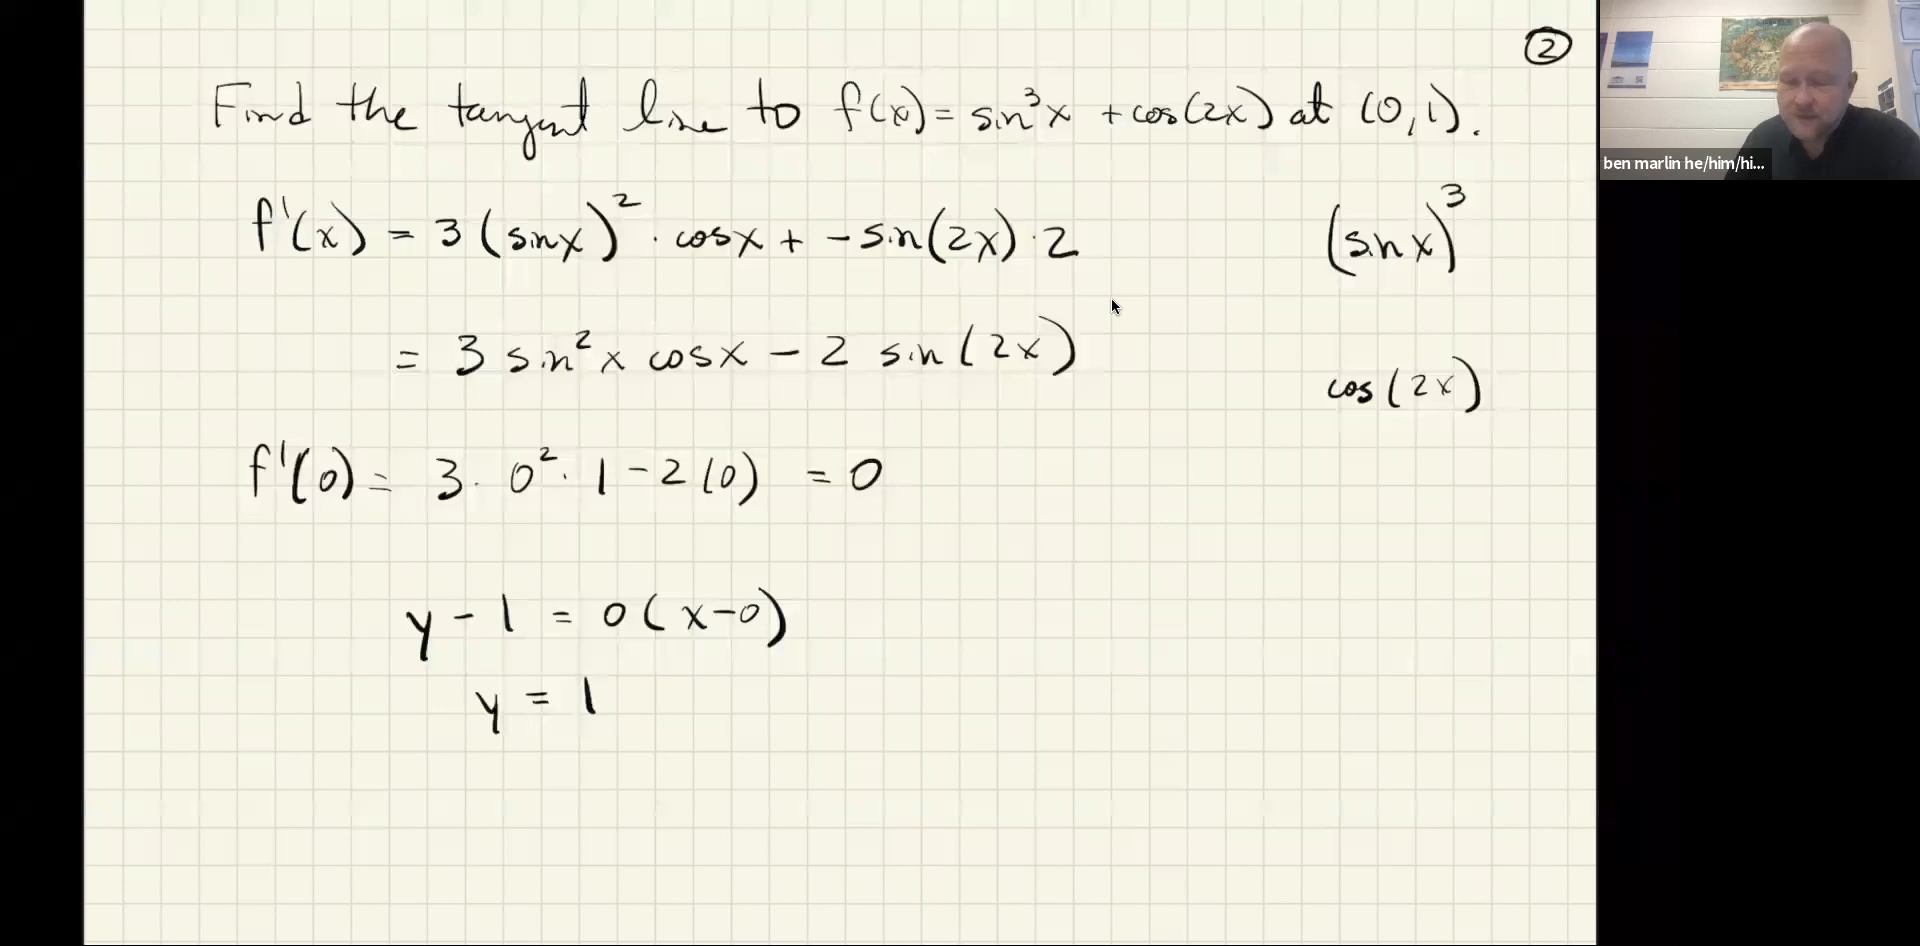 ②
Find the tangent line to f(x) = sin³x + cos(2x) at (0,1).
f'(x) = 3 (sinx)² · cosx + - sin(2x) · 2
(sin x)³
= 3 sin²x cosx - 2 sin(2x)
cos(2x)
f'(0) = 3 · 0² · 1 - 2(0) = 0
y - 1 = 0(x-0)
y = 1
ben marlin he/him/hi...